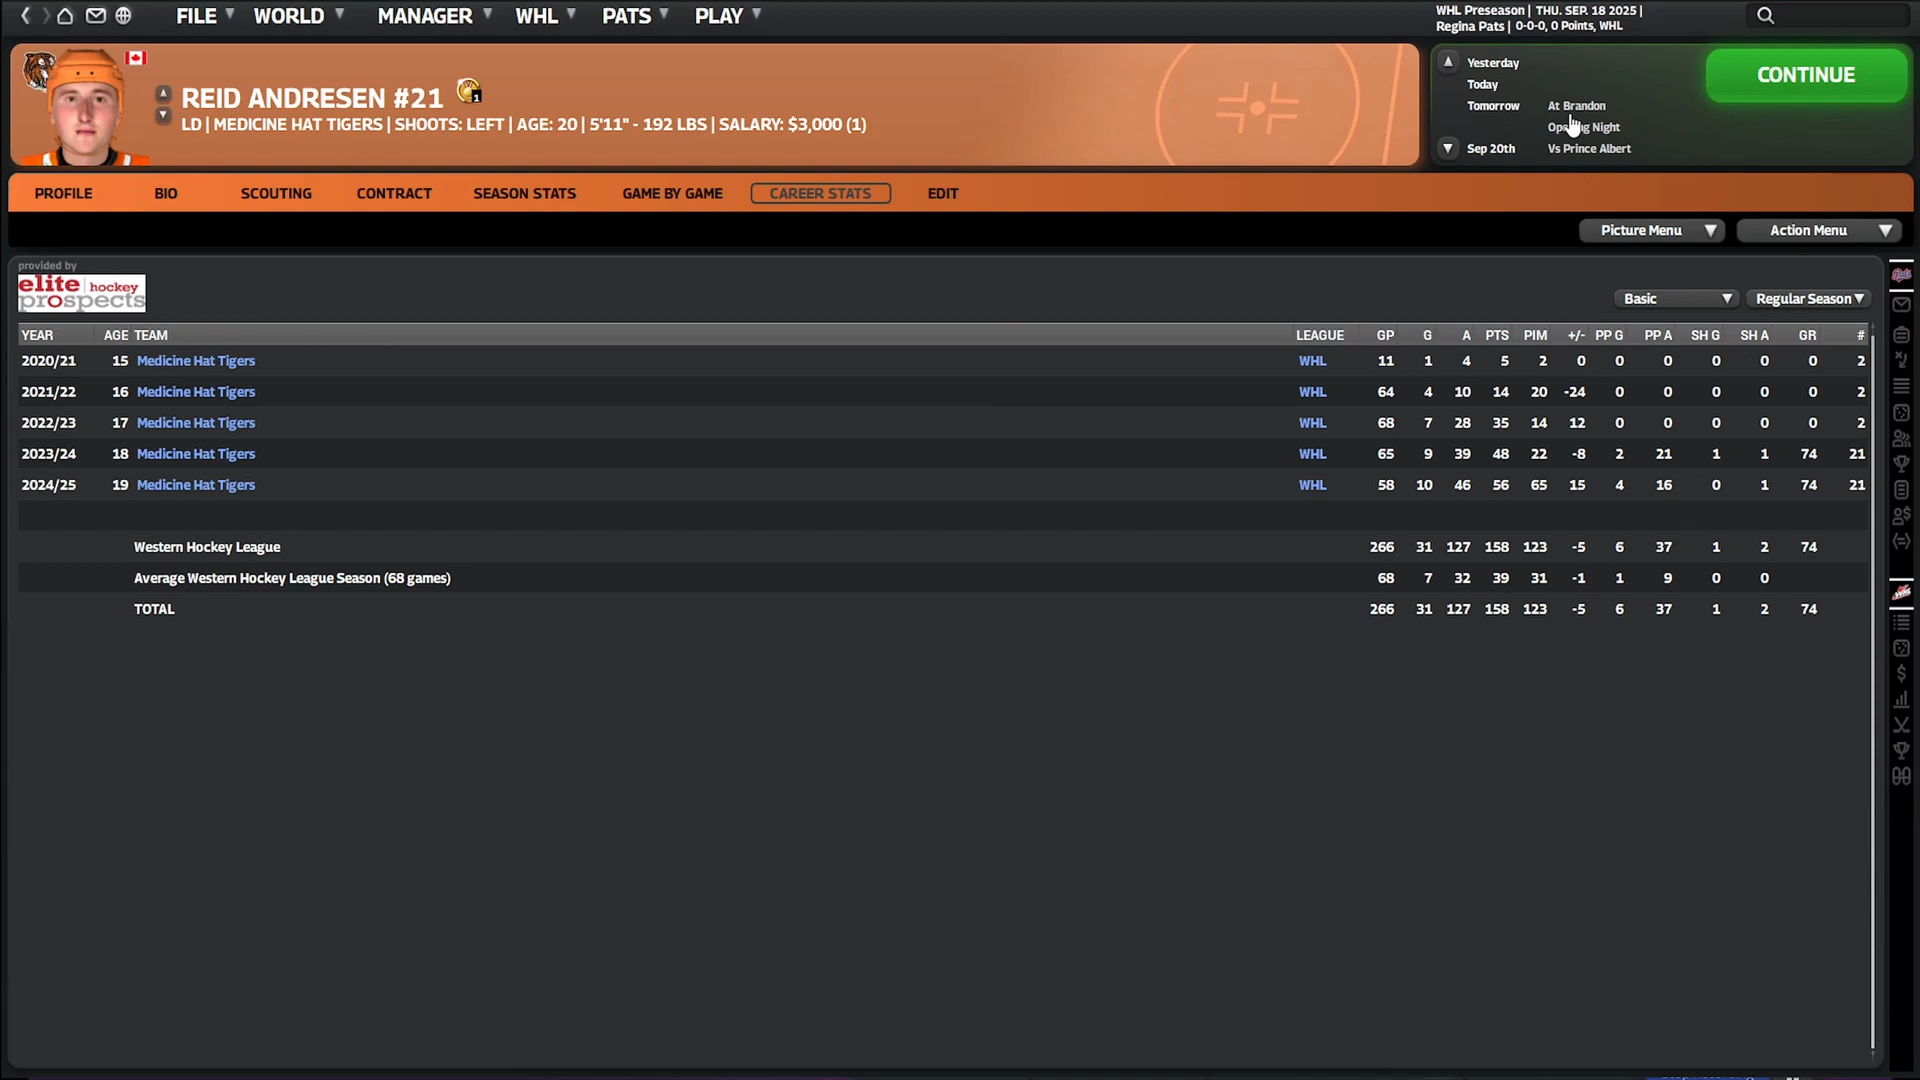 FILE WORLD MANAGER WHL PATS PLAY
WHL Preseason | THU. SEP. 18 2025 |
Regina Pats | 0-0-0, 0 Points, WHL
REID ANDRESEN #21
LD | MEDICINE HAT TIGERS | SHOOTS: LEFT | AGE: 20 | 5'11" - 192 LBS | SALARY: $3,000 (1)
Yesterday
Today
Tomorrow At Brandon
Night
Sep 20th Vs Prince Albert
CONTINUE
PROFILE BIO SCOUTING CONTRACT SEASON STATS GAME BY GAME CAREER STATS EDIT
Picture Menu Action Menu
provided by
elite hockey
prospects
Basic Regular Season
YEAR AGE TEAM LEAGUE GP G A PTS PIM +/- PP G PP A SH G SH A GR #
2020/21 15 Medicine Hat Tigers WHL 11 1 4 5 2 0 0 0 0 0 0 2
2021/22 16 Medicine Hat Tigers WHL 64 4 10 14 20 -24 0 0 0 0 0 2
2022/23 17 Medicine Hat Tigers WHL 68 7 28 35 14 12 0 0 0 0 0 2
2023/24 18 Medicine Hat Tigers WHL 65 9 39 48 22 -8 2 21 1 1 74 21
2024/25 19 Medicine Hat Tigers WHL 58 10 46 56 65 15 4 16 0 1 74 21
Western Hockey League 266 31 127 158 123 -5 6 37 1 2 74
Average Western Hockey League Season (68 games) 68 7 32 39 31 -1 1 9 0 0
TOTAL 266 31 127 158 123 -5 6 37 1 2 74